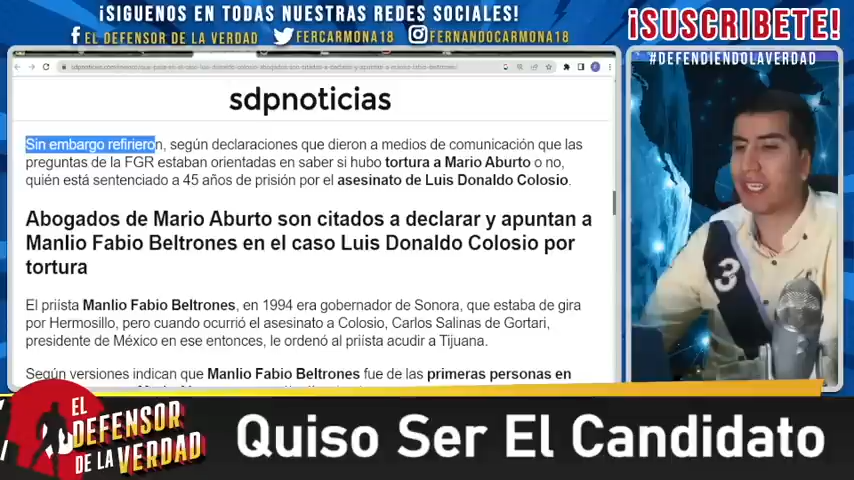 ¡SIGUENOS EN TODAS NUESTRAS REDES SOCIALES!
EL DEFENSOR DE LA VERDAD FERCARMONA18 FERNANDOCARMONA18
¡SUSCRIBETE!
#DEFENDIENDOLAVERDAD
sdpnoticias
Sin embargo refirieron, según declaraciones que dieron a medios de comunicación que las
preguntas de la FGR estaban orientadas en saber si hubo tortura a Mario Aburto o no,
quién está sentenciado a 45 años de prisión por el asesinato de Luis Donaldo Colosio.
Abogados de Mario Aburto son citados a declarar y apuntan a
Manlio Fabio Beltrones en el caso Luis Donaldo Colosio por
tortura
El priísta Manlio Fabio Beltrones, en 1994 era gobernador de Sonora, que estaba de gira
por Hermosillo, pero cuando ocurrió el asesinato a Colosio, Carlos Salinas de Gortari,
presidente de México en ese entonces, le ordenó al priísta acudir a Tijuana.
Según versiones indican que Manlio Fabio Beltrones fue de las primeras personas en
3
EL
DEFENSOR
DE LA VERDAD
Quiso Ser El Candidato